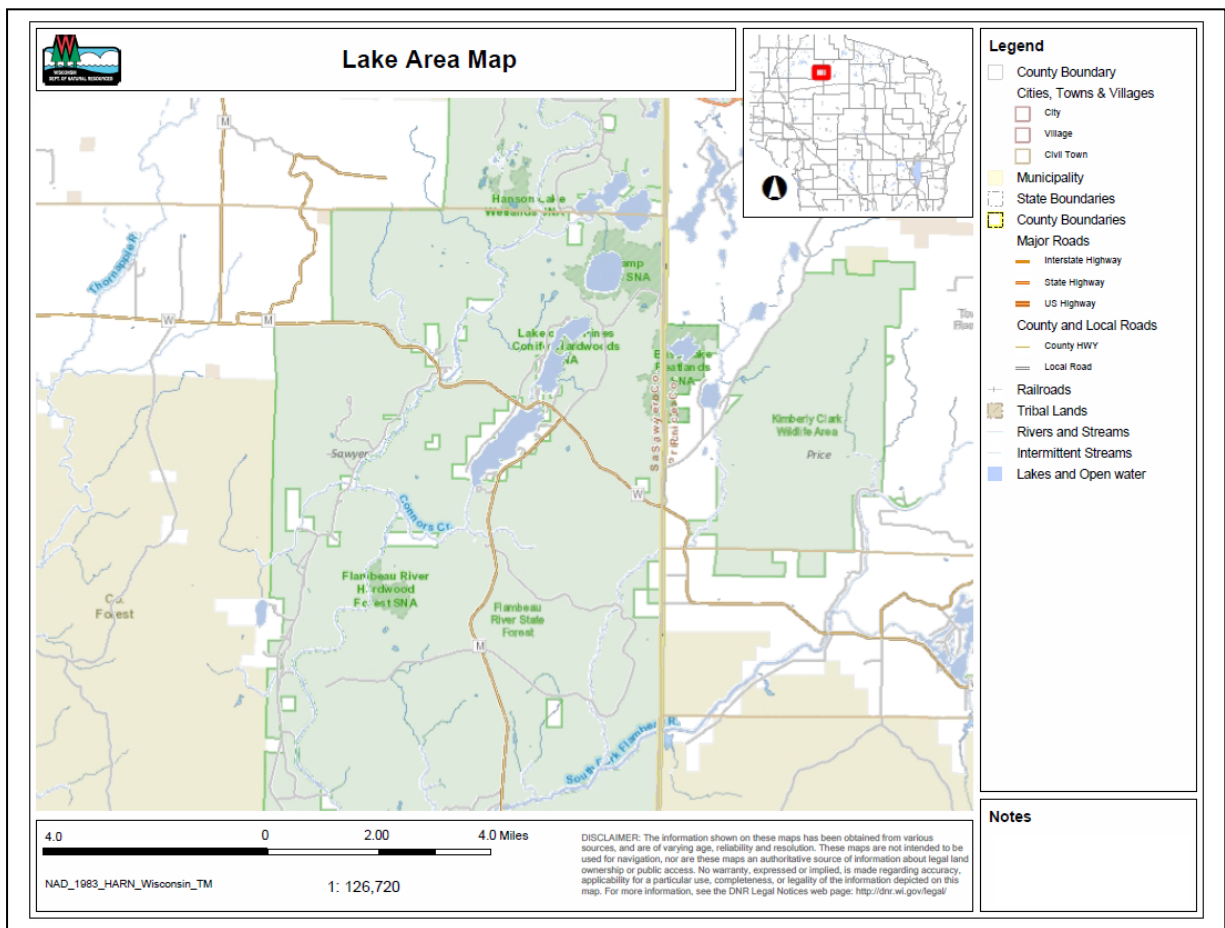 WISCONSIN
DEPT. OF NATURAL RESOURCES
Lake Area Map
M
Hanson Lake
Thornapple R.
SNA
W
M
Conifer Hardwoods
Kimberly Clark
Wildlife Area
Sawyer
Price
W
Connors Cr.
Flambeau River
Hardwood
Forest SNA
Co.
Forest
Flambeau
River State
Forest
M
South Fork Flambeau R.
Legend
County Boundary
Cities, Towns & Villages
City
Village
Civil Town
Municipality
State Boundaries
County Boundaries
Major Roads
Interstate Highway
State Highway
US Highway
County and Local Roads
County HWY
Local Road
Railroads
Tribal Lands
Rivers and Streams
Intermittent Streams
Lakes and Open water
Notes
4.0 0 2.00 4.0 Miles
NAD_1983_HARN_Wisconsin_TM
1: 126,720
DISCLAIMER: The information shown on these maps has been obtained from various
sources, and are of varying age, reliability and resolution. These maps are not intended to be
used for navigation, nor are these maps an authoritative source of information about legal land
ownership or public access. No warranty, expressed or implied, is made regarding accuracy,
applicability for a particular use, completeness, or legality of the information depicted on this
map. For more information, see the DNR Legal Notices web page: http://dnr.wi.gov/legal/